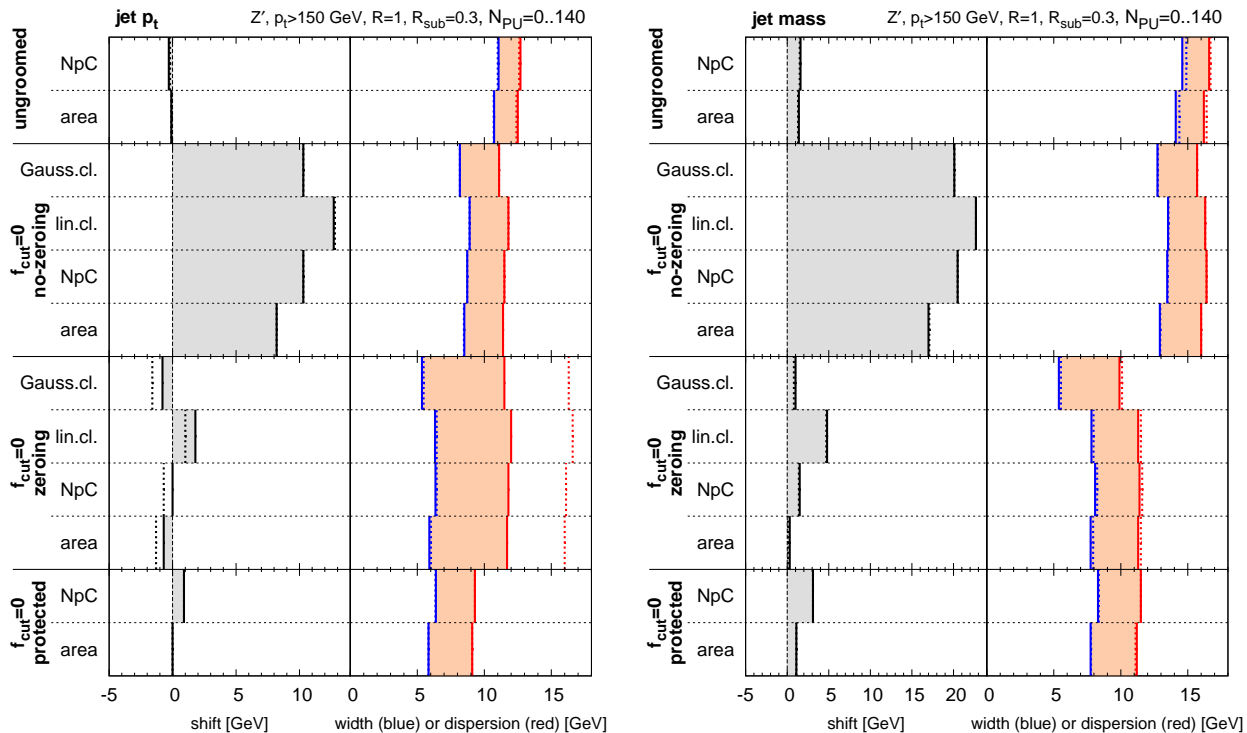 jet pt
Z′, pt>150 GeV, R=1, Rsub=0.3, NPU=0..140
ungroomed
NpC
area
fcut=0
no-zeroing
Gauss.cl.
lin.cl.
NpC
area
fcut=0
zeroing
Gauss.cl.
lin.cl.
NpC
area
fcut=0
protected
NpC
area
-5 0 5 10 0 5 10 15
shift [GeV]
width (blue) or dispersion (red) [GeV]
jet mass
Z′, pt>150 GeV, R=1, Rsub=0.3, NPU=0..140
ungroomed
NpC
area
fcut=0
no-zeroing
Gauss.cl.
lin.cl.
NpC
area
fcut=0
zeroing
Gauss.cl.
lin.cl.
NpC
area
fcut=0
protected
NpC
area
-5 0 5 10 15 20 0 5 10 15
shift [GeV]
width (blue) or dispersion (red) [GeV]